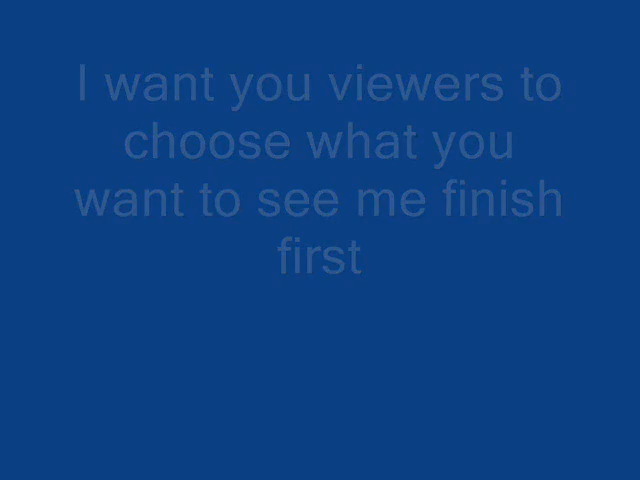 I want you viewers to
choose what you
want to see me finish
first